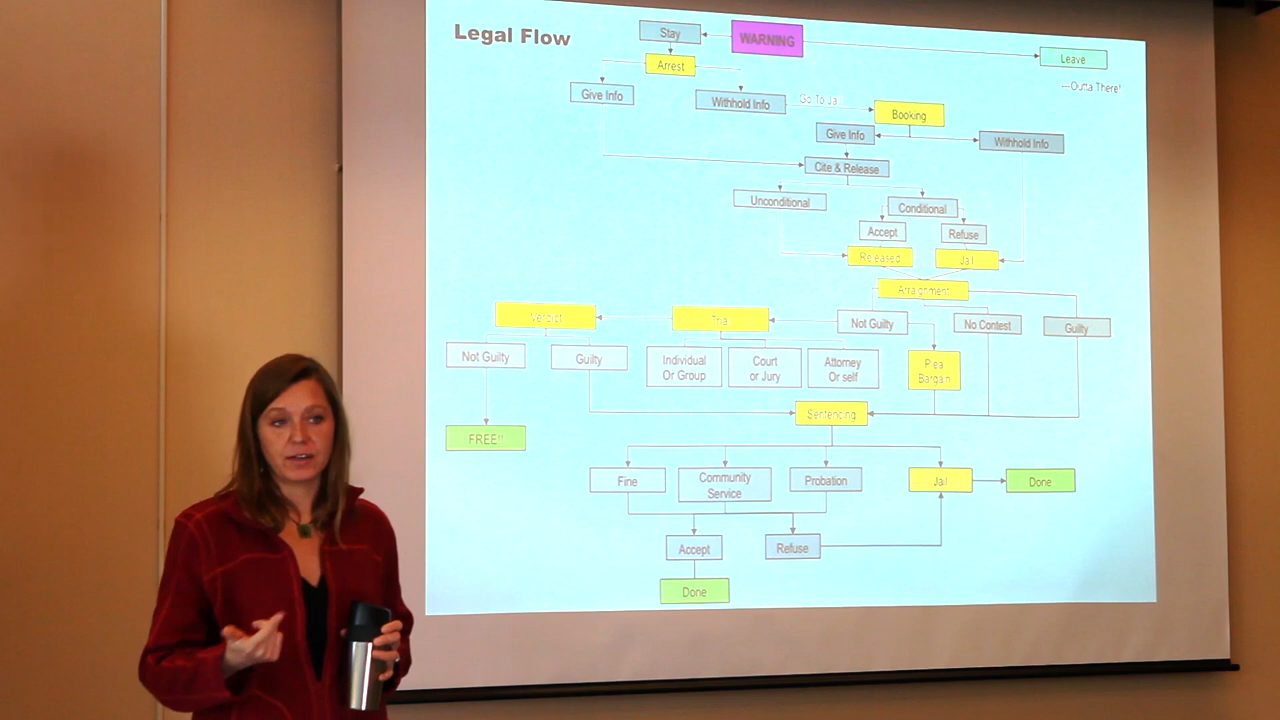 Legal Flow
Stay
WARNING
Leave
---Outta There!
Arrest
Give Info
Withhold Info
Go To Ja
Booking
Give Info
Withhold Info
Cite & Release
Unconditional
Conditional
Accept
Refuse
Released
Jail
Arraignment
Verdict
Trial
Not Guilty
No Contest
Guilty
Not Guilty
Guilty
Individual
Or Group
Court
or Jury
Attorney
Or self
Plea
Bargain
Sentencing
FREE!!
Fine
Community
Service
Probation
Jail
Done
Accept
Refuse
Done